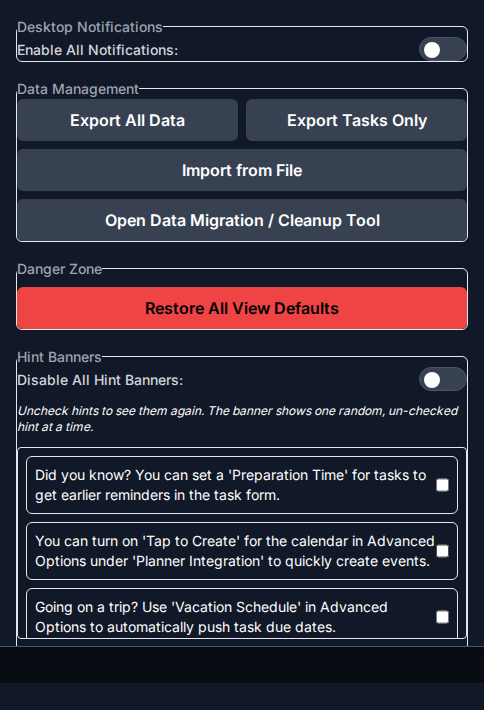 Desktop Notifications
Enable All Notifications:
Data Management
Export All Data
Export Tasks Only
Import from File
Open Data Migration / Cleanup Tool
Danger Zone
Restore All View Defaults
Hint Banners
Disable All Hint Banners:
Uncheck hints to see them again. The banner shows one random, un-checked
hint at a time.
Did you know? You can set a 'Preparation Time' for tasks to
get earlier reminders in the task form.
You can turn on 'Tap to Create' for the calendar in Advanced
Options under 'Planner Integration' to quickly create events.
Going on a trip? Use 'Vacation Schedule' in Advanced
Options to automatically push task due dates.